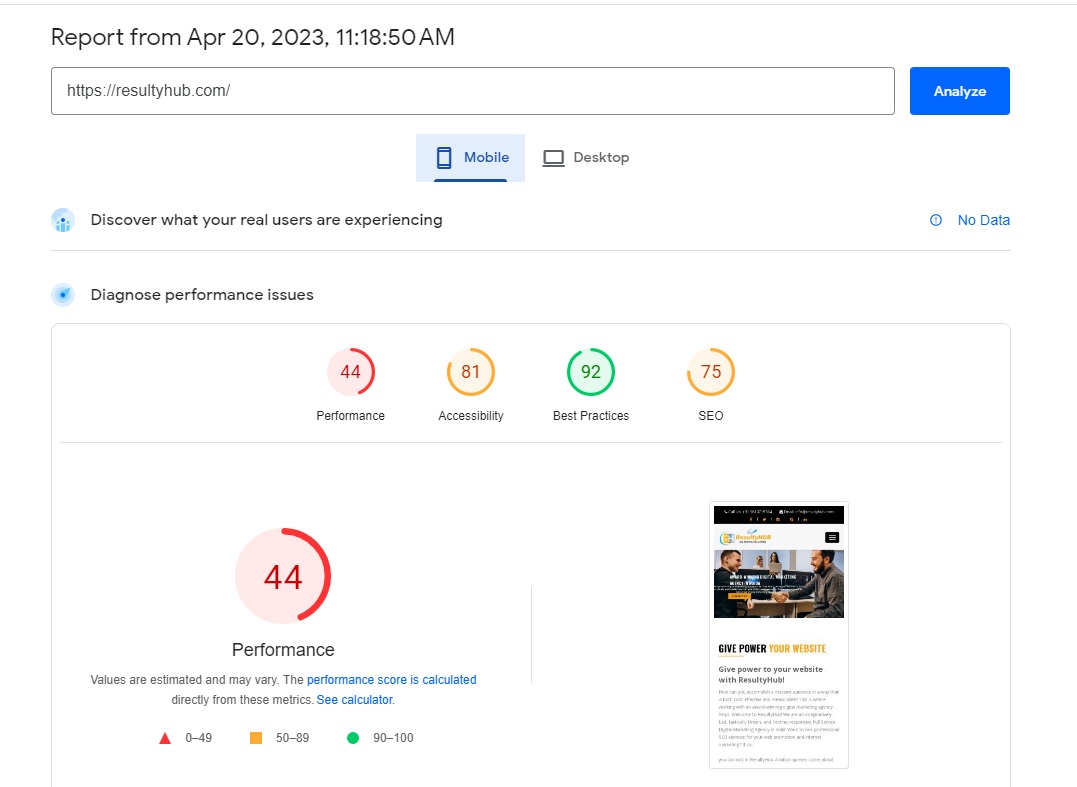 Report from Apr 20, 2023, 11:18:50 AM
https://resultyhub.com/
Analyze
Mobile
Desktop
Discover what your real users are experiencing
No Data
Diagnose performance issues
44
81
92
75
Performance
Accessibility
Best Practices
SEO
44
Performance
Values are estimated and may vary. The performance score is calculated
directly from these metrics. See calculator.
0–49
50–89
90–100
ResultyHUB
GIVE POWER YOUR WEBSITE
Give power to your website
with ResultyHub!